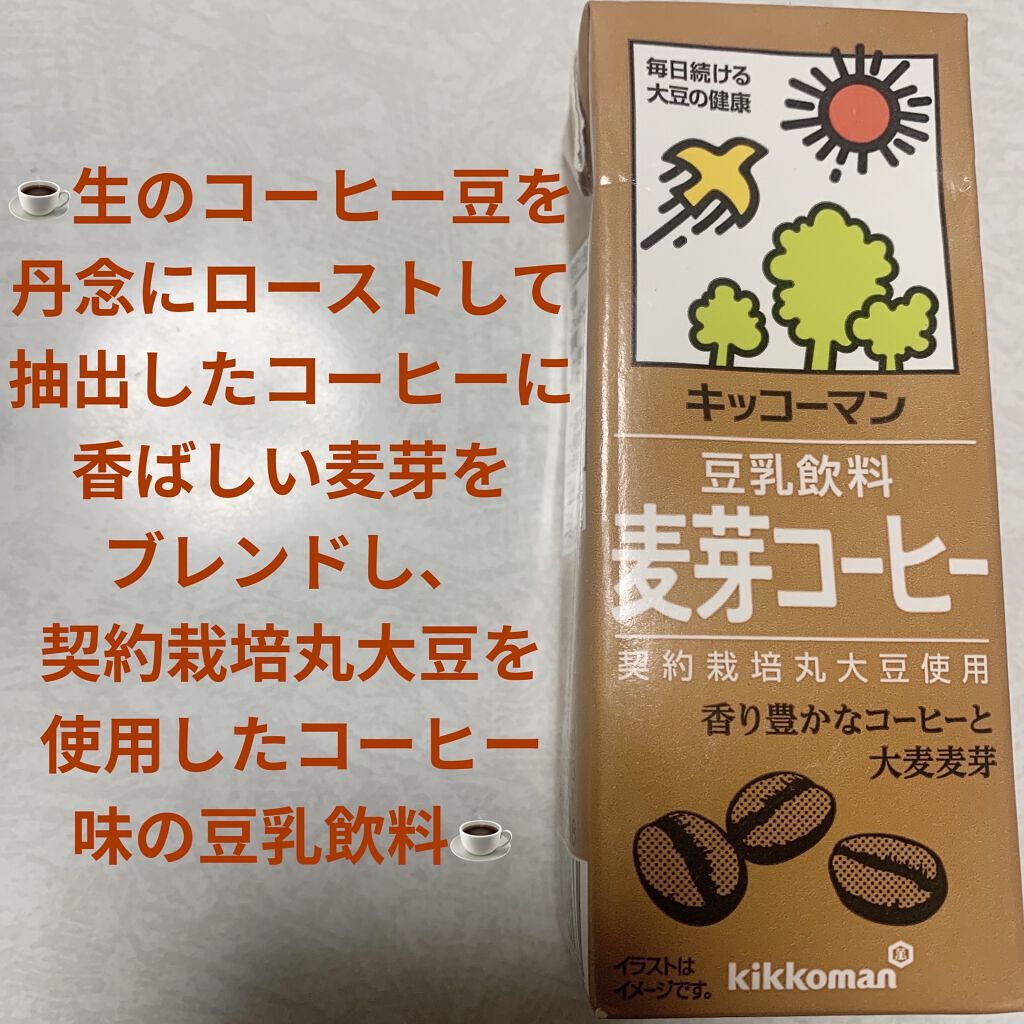 ☕生のコーヒー豆を
丹念にローストして
抽出したコーヒーに
香ばしい麦芽を
ブレンドし、
契約栽培丸大豆を
使用したコーヒー
味の豆乳飲料☕
毎日続ける
大豆の健康
キッコーマン
豆乳飲料
麦芽コーヒー
契約栽培丸大豆使用
香り豊かなコーヒーと
大麦麦芽
イラストは
イメージです。
kikkoman